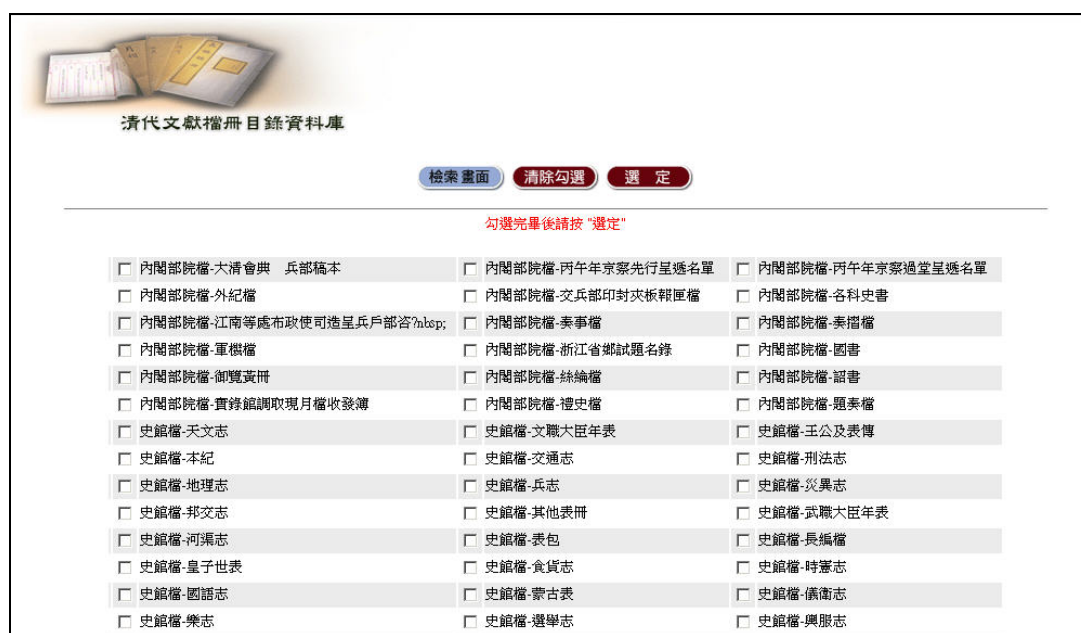 清代文獻檔冊目錄資料庫
檢索畫面 清除勾選 選 定
勾選完畢後請按 "選定"
內閣部院檔-大清會典　兵部稿本 內閣部院檔-丙午年京察先行呈遞名單 內閣部院檔-丙午年京察過堂呈遞名單
內閣部院檔-外紀檔 內閣部院檔-交兵部印封夾板報匣檔 內閣部院檔-各科史書
內閣部院檔-江南等處布政使司造呈兵戶部咨?nbsp; 內閣部院檔-奏事檔 內閣部院檔-奏摺檔
內閣部院檔-軍機檔 內閣部院檔-浙江省鄉試題名錄 內閣部院檔-國書
內閣部院檔-御覽黃冊 內閣部院檔-絲綸檔 內閣部院檔-詔書
內閣部院檔-實錄館調取現月檔收發簿 內閣部院檔-禮史檔 內閣部院檔-題奏檔
史館檔-天文志 史館檔-文職大臣年表 史館檔-王公及表傳
史館檔-本紀 史館檔-交通志 史館檔-刑法志
史館檔-地理志 史館檔-兵志 史館檔-災異志
史館檔-邦交志 史館檔-其他表冊 史館檔-武職大臣年表
史館檔-河渠志 史館檔-表包 史館檔-長編檔
史館檔-皇子世表 史館檔-食貨志 史館檔-時憲志
史館檔-國語志 史館檔-蒙古表 史館檔-儀衛志
史館檔-樂志 史館檔-選舉志 史館檔-輿服志